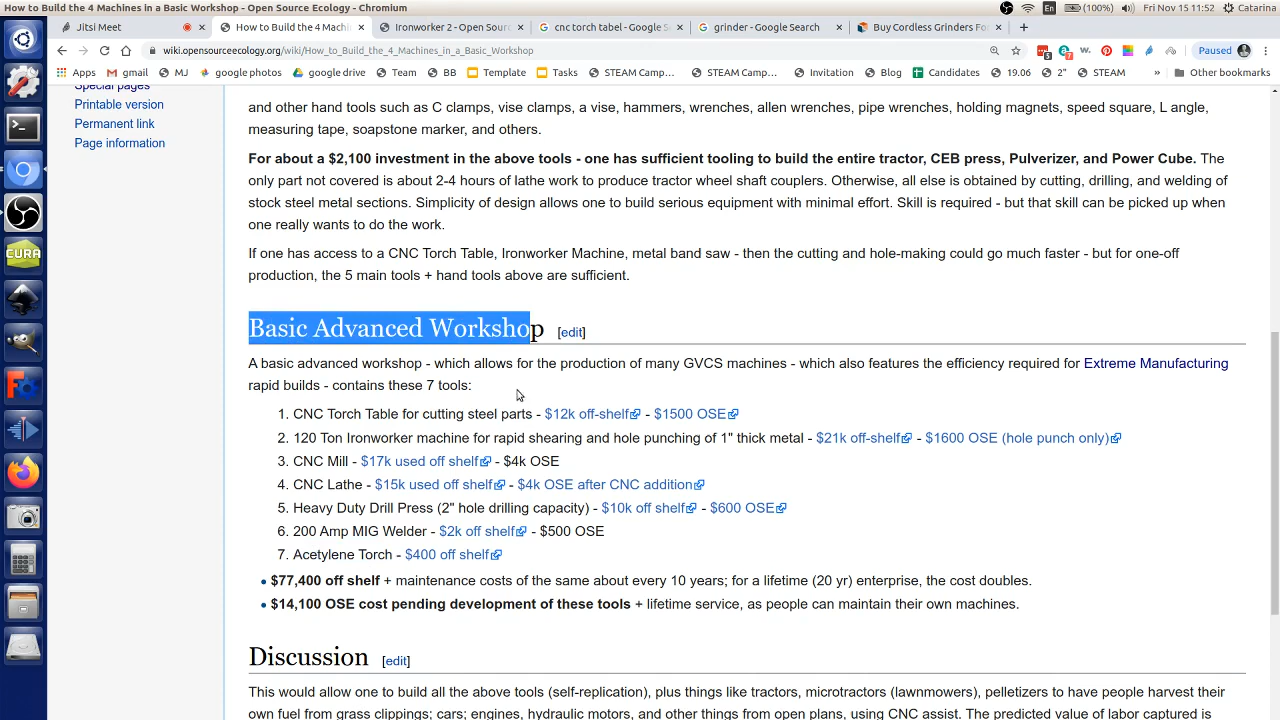 How to Build the 4 Machines in a Basic Workshop - Open Source Ecology - Chromium
En (100%) Fri Nov 15 11:52 Catarina
Jitsi Meet
How to Build the 4 Machin
Ironworker 2 - Open Sourc
cnc torch tabel - Google S
grinder - Google Search
Buy Cordless Grinders For
wiki.opensourceecology.org/wiki/How_to_Build_the_4_Machines_in_a_Basic_Workshop
Paused
Apps gmail MJ google photos google drive Team BB Template Tasks STEAM Camp... STEAM Camp... Invitation Blog Candidates 19.06 2" STEAM » Other bookmarks
Special pages
Printable version
Permanent link
Page information
and other hand tools such as C clamps, vise clamps, a vise, hammers, wrenches, allen wrenches, pipe wrenches, holding magnets, speed square, L angle,
measuring tape, soapstone marker, and others.
For about a $2,100 investment in the above tools - one has sufficient tooling to build the entire tractor, CEB press, Pulverizer, and Power Cube. The
only part not covered is about 2-4 hours of lathe work to produce tractor wheel shaft couplers. Otherwise, all else is obtained by cutting, drilling, and welding of
stock steel metal sections. Simplicity of design allows one to build serious equipment with minimal effort. Skill is required - but that skill can be picked up when
one really wants to do the work.
If one has access to a CNC Torch Table, Ironworker Machine, metal band saw - then the cutting and hole-making could go much faster - but for one-off
production, the 5 main tools + hard tools above are sufficient.
Basic Advanced Workshop [edit]
A basic advanced workshop - which allows for the production of many GVCS machines - which also features the efficiency required for Extreme Manufacturing
rapid builds - contains these 7 tools:
1. CNC Torch Table for cutting steel parts - $12k off-shelf - $1500 OSE
2. 120 Ton Ironworker machine for rapid shearing and hole punching of 1" thick metal - $21k off-shelf - $1600 OSE (hole punch only)
3. CNC Mill - $17k used off shelf - $4k OSE
4. CNC Lathe - $15k used off shelf - $4k OSE after CNC addition
5. Heavy Duty Drill Press (2" hole drilling capacity) - $10k off shelf - $600 OSE
6. 200 Amp MIG Welder - $2k off shelf - $500 OSE
7. Acetylene Torch - $400 off shelf
• $77,400 off shelf + maintenance costs of the same about every 10 years; for a lifetime (20 yr) enterprise, the cost doubles.
• $14,100 OSE cost pending development of these tools + lifetime service, as people can maintain their own machines.
Discussion [edit]
This would allow one to build all the above tools (self-replication), plus things like tractors, microtractors (lawnmowers), pelletizers to have people harvest their
own fuel from grass clippings; cars; engines, hydraulic motors, and other things from open plans, using CNC assist. The predicted value of labor captured is
CURA